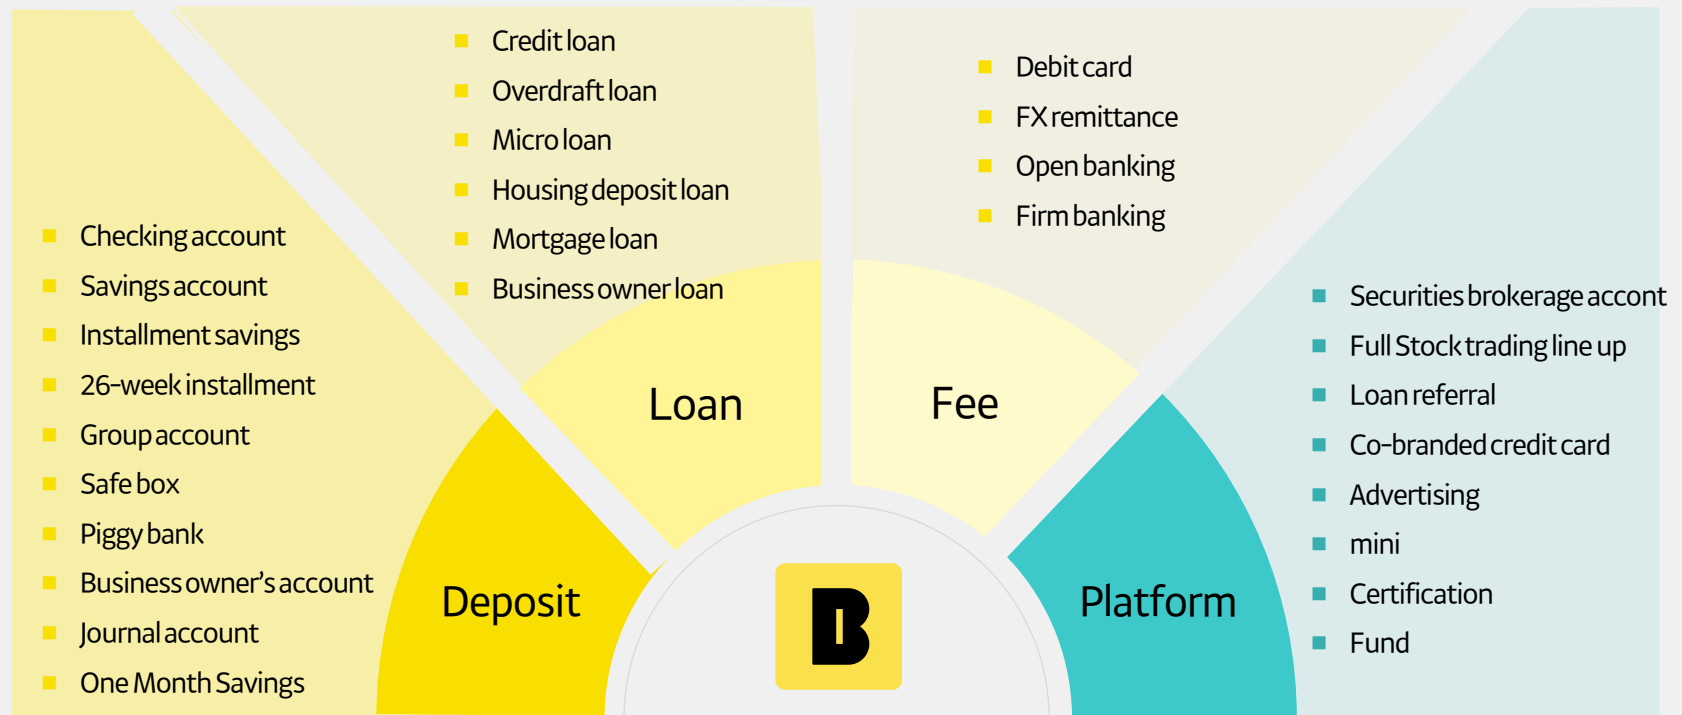 Checking account
Savings account
Installment savings
26-week installment
Group account
Safe box
Piggy bank
Business owner's account
Journal account
One Month Savings
Deposit
Credit loan
Overdraft loan
Micro loan
Housing deposit loan
Mortgage loan
Business owner loan
Loan
Debit card
FX remittance
Open banking
Firm banking
Fee
Securities brokerage accont
Full Stock trading line up
Loan referral
Co-branded credit card
Advertising
mini
Certification
Fund
Platform
B